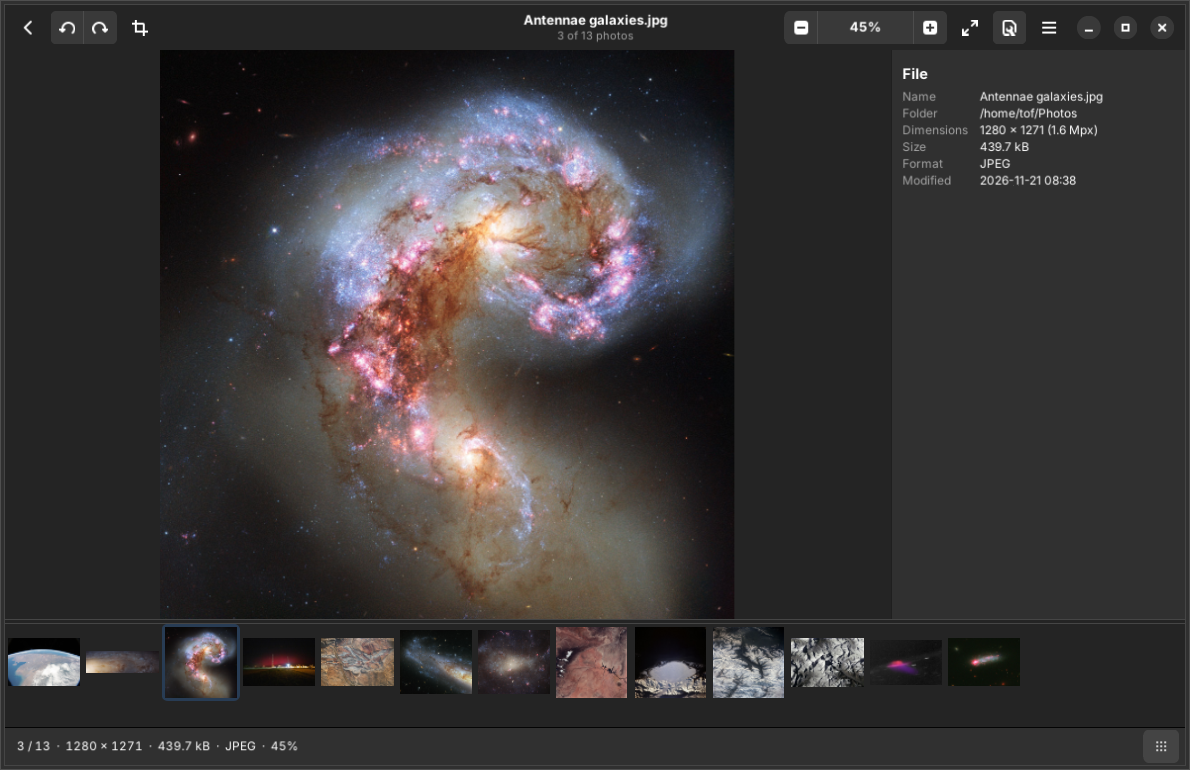 Antennae galaxies.jpg
3 of 13 photos
45%
File
Name Antennae galaxies.jpg
Folder /home/tof/Photos
Dimensions 1280 × 1271 (1.6 Mpx)
Size 439.7 kB
Format JPEG
Modified 2026-11-21 08:38
3 / 13 · 1280 × 1271 · 439.7 kB · JPEG · 45%